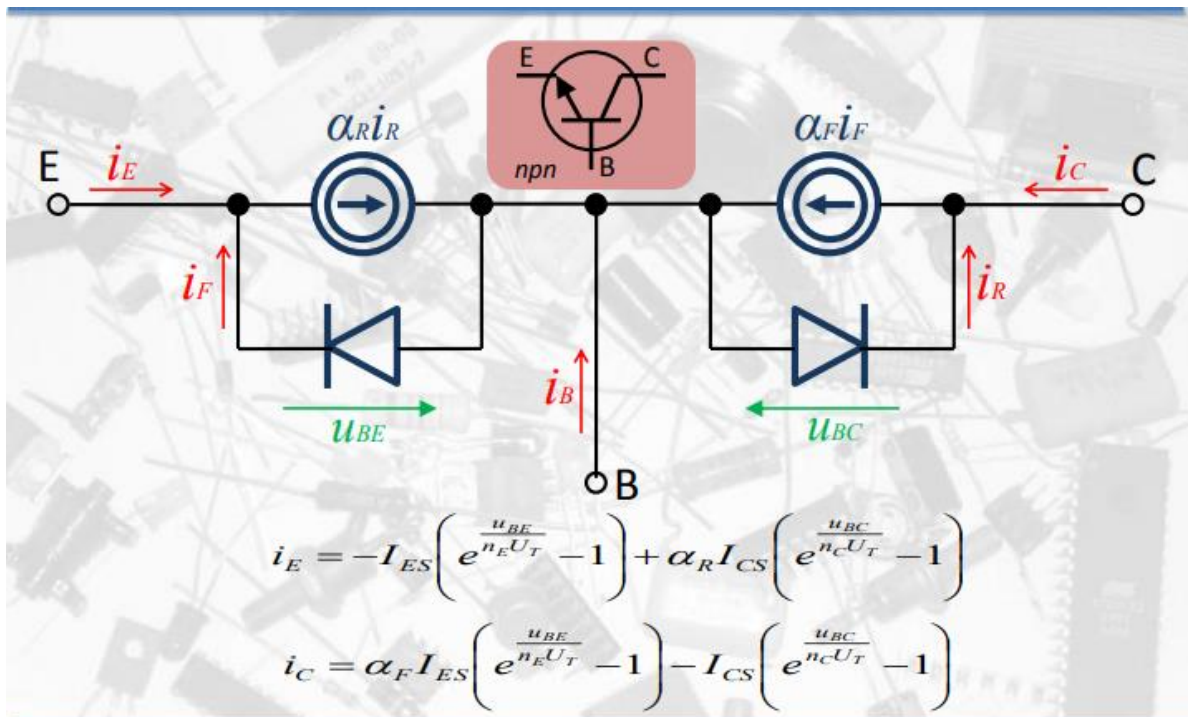 E C
npn B
α_R i_R α_F i_F
E i_E i_C C
i_F i_R
i_B
u_BE u_BC
B
i_E = -I_ES ( e^{u_BE / n_E U_T} - 1 ) + α_R I_CS ( e^{u_BC / n_C U_T} - 1 )
i_C = α_F I_ES ( e^{u_BE / n_E U_T} - 1 ) - I_CS ( e^{u_BC / n_C U_T} - 1 )